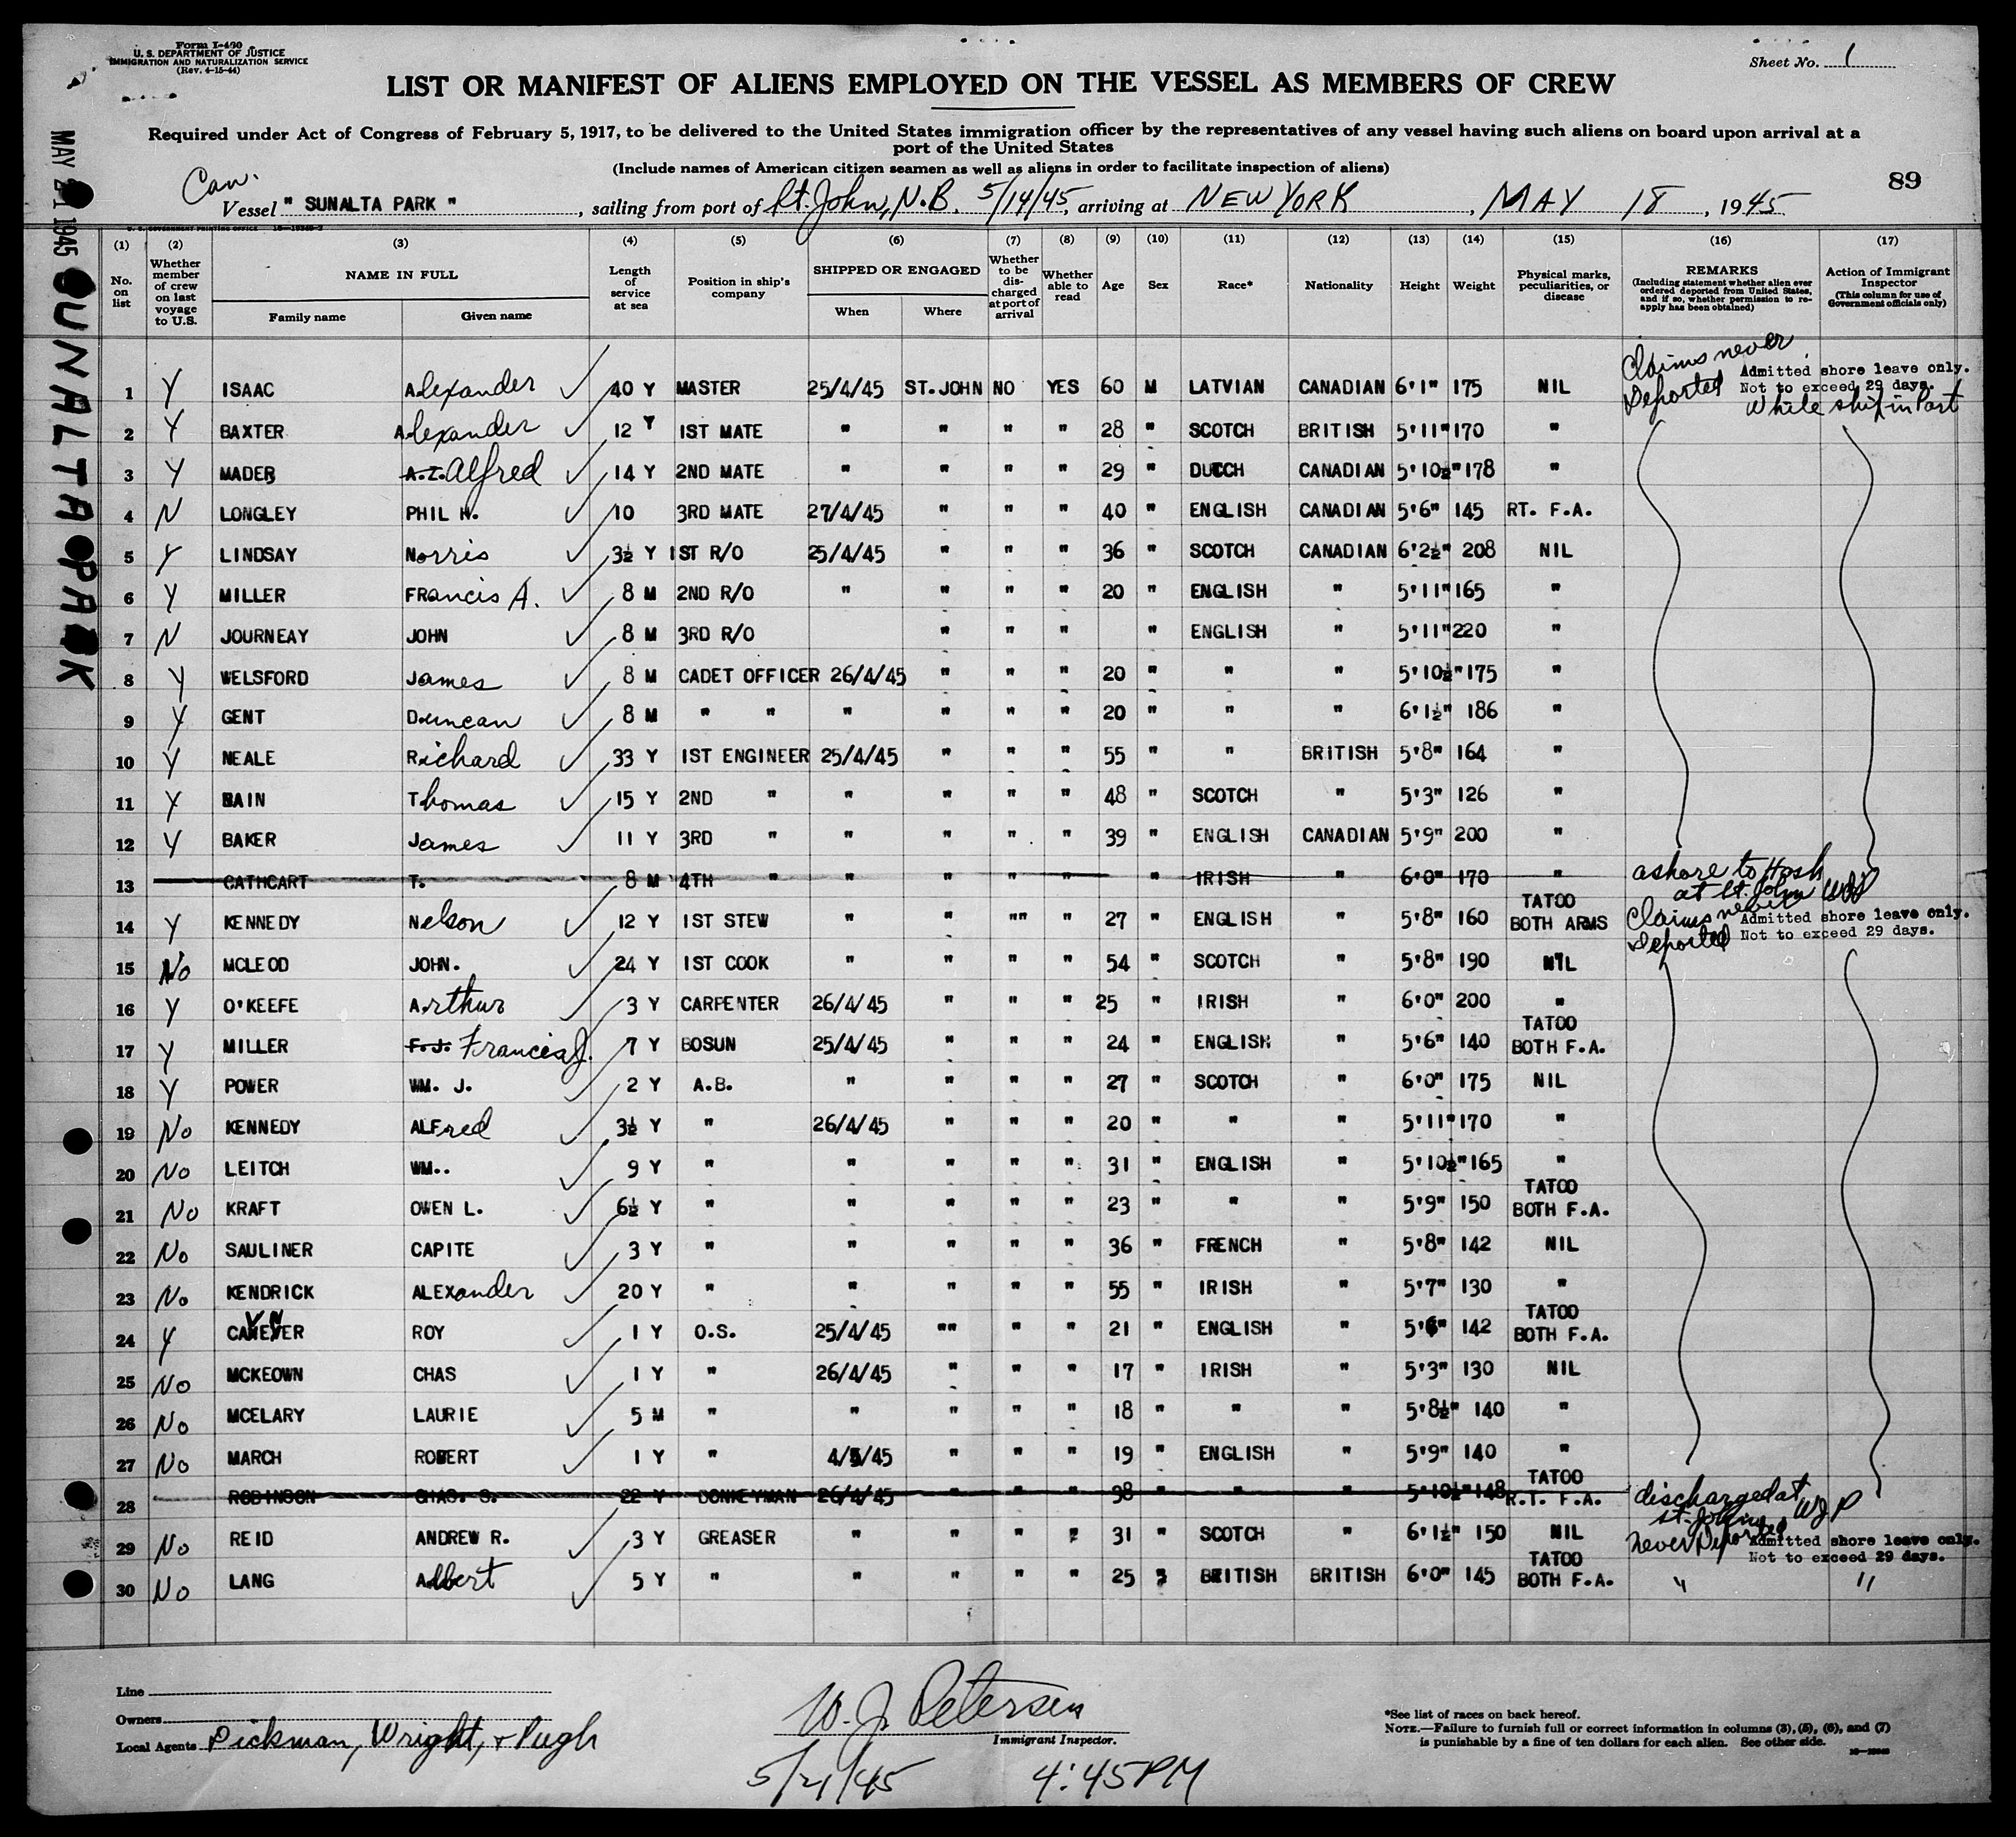 Form I-480
U. S. DEPARTMENT OF JUSTICE
IMMIGRATION AND NATURALIZATION SERVICE
(Rev. 4-15-44)
Sheet No. 1
LIST OR MANIFEST OF ALIENS EMPLOYED ON THE VESSEL AS MEMBERS OF CREW
Required under Act of Congress of February 5, 1917, to be delivered to the United States immigration officer by the representatives of any vessel having such aliens on board upon arrival at a
port of the United States
(Include names of American citizen seamen as well as aliens in order to facilitate inspection of aliens)
89
Can.
Vessel " SUNALTA PARK ", sailing from port of St. John, N.B. 5/14/45, arriving at NEW YORK, MAY 18, 1945
MAY 21 1945 SUNALTA PARK
(1) (2) (3) (4) (5) (6) (7) (8) (9) (10) (11) (12) (13) (14) (15) (16) (17)
No. on list
Whether member of crew on last voyage to U.S.
NAME IN FULL
Family name
Given name
Length of service at sea
Position in ship's company
SHIPPED OR ENGAGED
When
Where
Whether to be discharged at port of arrival
Whether able to read
Age
Sex
Race*
Nationality
Height
Weight
Physical marks, peculiarities, or disease
REMARKS
(Including statement whether alien ever ordered deported from United States, and if so, whether permission to re-apply has been obtained)
Action of Immigrant Inspector
(This column for use of Government officials only)
1 Y ISAAC Alexander 40 Y MASTER 25/4/45 ST. JOHN NO YES 60 M LATVIAN CANADIAN 6'1" 175 NIL Claims never Deported Admitted shore leave only. Not to exceed 29 days. While ship in Port
2 Y BAXTER Alexander 12 Y 1ST MATE " " " " 28 " SCOTCH BRITISH 5'11" 170 "
3 Y MADER A.I. Alfred 14 Y 2ND MATE " " " " 29 " DUTCH CANADIAN 5'10½" 178 "
4 N LONGLEY PHIL H. 10 3RD MATE 27/4/45 " " " 40 " ENGLISH CANADIAN 5'6" 145 RT. F.A.
5 Y LINDSAY Norris 3½ Y 1ST R/O 25/4/45 " " " 36 " SCOTCH CANADIAN 6'2½" 208 NIL
6 Y MILLER FRancis A. 8 M 2ND R/O " " " " 20 " ENGLISH " 5'11" 165 "
7 N JOURNEAY JOHN 8 M 3RD R/O " " " " ENGLISH " 5'11" 220 "
8 Y WELSFORD James 8 M CADET OFFICER 26/4/45 " " " 20 " " " 5'10½" 175 "
9 Y GENT Duncan 8 M " " " " " " 20 " " " 6'1½" 186 "
10 Y NEALE Richard 33 Y 1ST ENGINEER 25/4/45 " " " 55 " " BRITISH 5'8" 164 "
11 Y BAIN Thomas 15 Y 2ND " " " " " 48 " SCOTCH " 5'3" 126 "
12 Y BAKER James 11 Y 3RD " " " " " 39 " ENGLISH CANADIAN 5'9" 200 "
13 CATHCART T. 8 M 4TH " " " " " " IRISH " 6'0" 170 " ashore to Hosp at St. John WJP
14 Y KENNEDY Nelson 12 Y 1ST STEW " " "" " 27 " ENGLISH " 5'8" 160 TATOO BOTH ARMS Claims never Deported Admitted shore leave only. Not to exceed 29 days.
15 No MCLEOD JOHN. 24 Y 1ST COOK " " " " 54 " SCOTCH " 5'8" 190 NIL
16 Y O'KEEFE Arthur 3 Y CARPENTER 26/4/45 " " " 25 " IRISH " 6'0" 200 "
17 Y MILLER F.J. Francis J. 7 Y BOSUN 25/4/45 " " " 24 " ENGLISH " 5'6" 140 TATOO BOTH F.A.
18 Y POWER WM. J. 2 Y A.B. " " " " 27 " SCOTCH " 6'0" 175 NIL
19 No KENNEDY ALFred 3½ Y " 26/4/45 " " " 20 " " " 5'11" 170 "
20 No LEITCH WM.. 9 Y " " " " " 31 " ENGLISH " 5'10½" 165 "
21 No KRAFT OWEN L. 6½ Y " " " " " 23 " " " 5'9" 150 TATOO BOTH F.A.
22 No SAULINER CAPITE 3 Y " " " " " 36 " FRENCH " 5'8" 142 NIL
23 No KENDRICK ALEXander 20 Y " " " " " 55 " IRISH " 5'7" 130 "
24 Y ROY 1 Y O.S. 25/4/45 "" " " 21 " ENGLISH " 5'6" 142 TATOO BOTH F.A.
25 No MCKEOWN CHAS 1 Y " 26/4/45 " " " 17 " IRISH " 5'3" 130 NIL
26 No MCELARY LAURIE 5 M " " " " " 18 " " " 5'8½" 140 "
27 No MARCH ROBERT 1 Y " 4/5/45 " " " 19 " ENGLISH " 5'9" 140 "
28 ROBINSON CHAS. S. 22 Y DONKEYMAN 26/4/45 " " " 38 " " " 5'10½" 148 TATOO R.T. F.A. discharged at St. John WJP
29 No REID ANDREW R. 3 Y GREASER " " " " 31 " SCOTCH " 6'1½" 150 NIL Never Deported Admitted shore leave only. Not to exceed 29 days.
30 No LANG Albert 5 Y " " " " " 25 " BRITISH BRITISH 6'0" 145 TATOO BOTH F.A. " "
Line
Owners
Local Agents Dickman, Wright, & Pugh
W. J. Petersen
Immigrant Inspector.
5/21/45 4:45 PM
*See list of races on back hereof.
NOTE.—Failure to furnish full or correct information in columns (3), (5), (6), and (7)
is punishable by a fine of ten dollars for each alien. See other side.